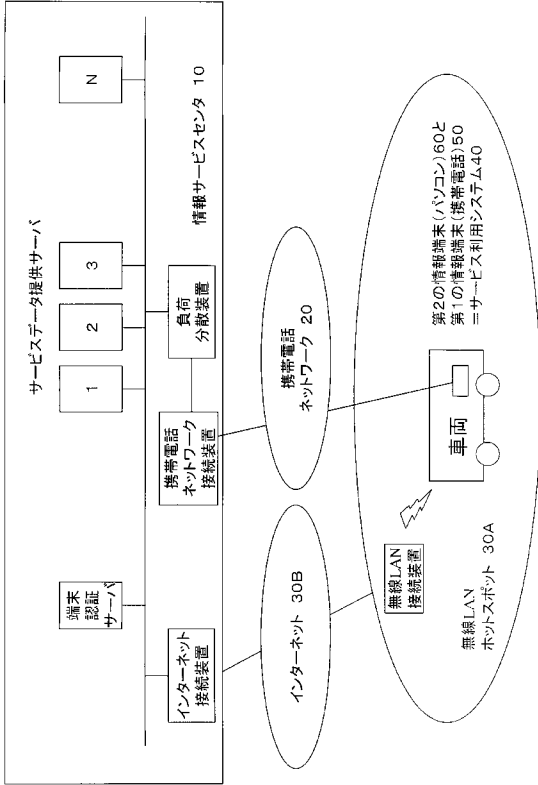 サービスデータ提供サーバ
端末
認証
サーバ
1
2
3
N
インターネット
接続装置
携帯電話
ネットワーク
接続装置
負荷
分散装置
情報サービスセンタ 10
インターネット 30B
携帯電話
ネットワーク 20
無線LAN
接続装置
無線LAN
ホットスポット 30A
車両
第2の情報端末(パソコン)60と
第1の情報端末(携帯電話)50
=サービス利用システム40